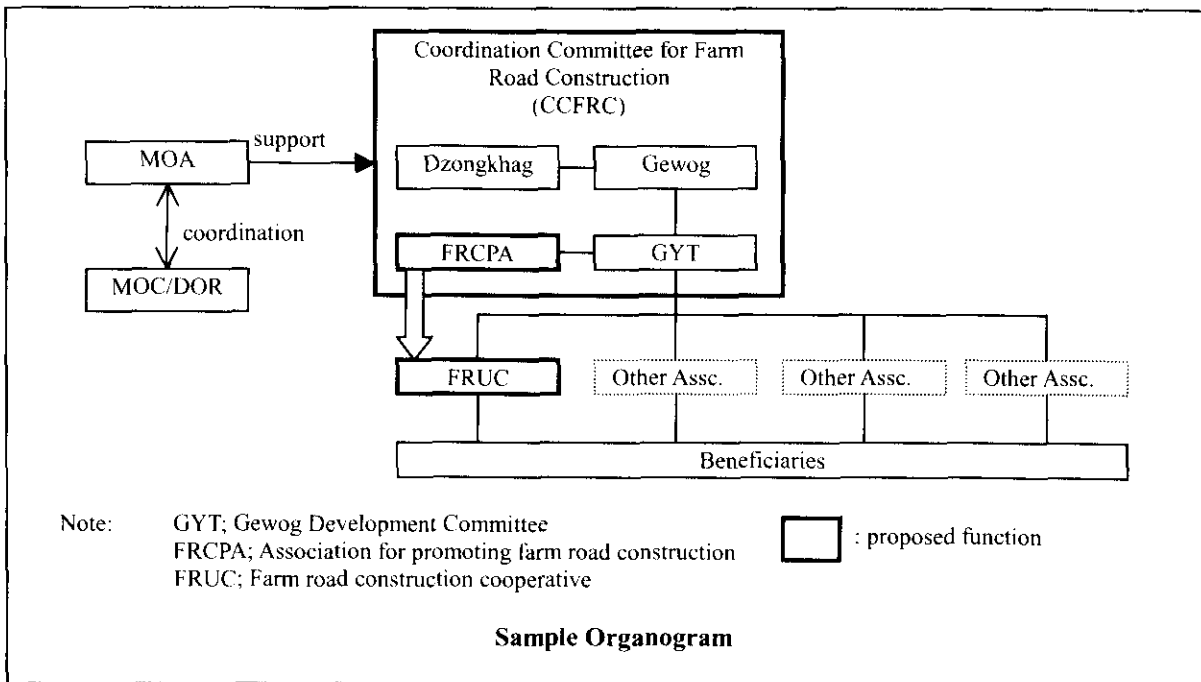 Coordination Committee for Farm
Road Construction
(CCFRC)
support
MOA
Dzongkhag
Gewog
coordination
FRCPA
GYT
MOC/DOR
FRUC
Other Assc.
Other Assc.
Other Assc.
Beneficiaries
Note:
GYT; Gewog Development Committee
FRCPA; Association for promoting farm road construction
: proposed function
FRUC; Farm road construction cooperative
Sample Organogram